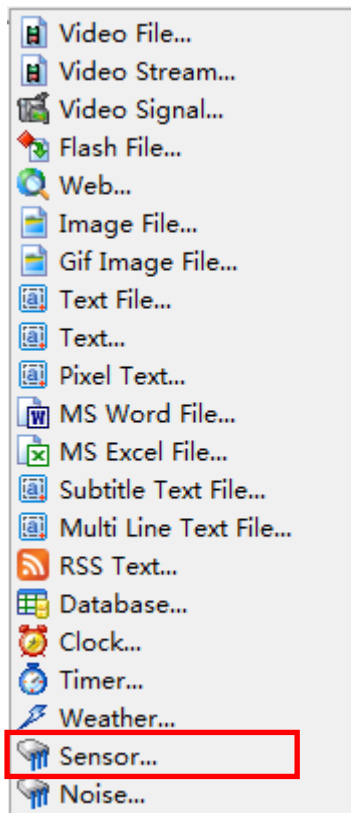 Video File...
Video Stream...
Video Signal...
Flash File...
Web...
Image File...
Gif Image File...
Text File...
Text...
Pixel Text...
MS Word File...
MS Excel File...
Subtitle Text File...
Multi Line Text File...
RSS Text...
Database...
Clock...
Timer...
Weather...
Sensor...
Noise...